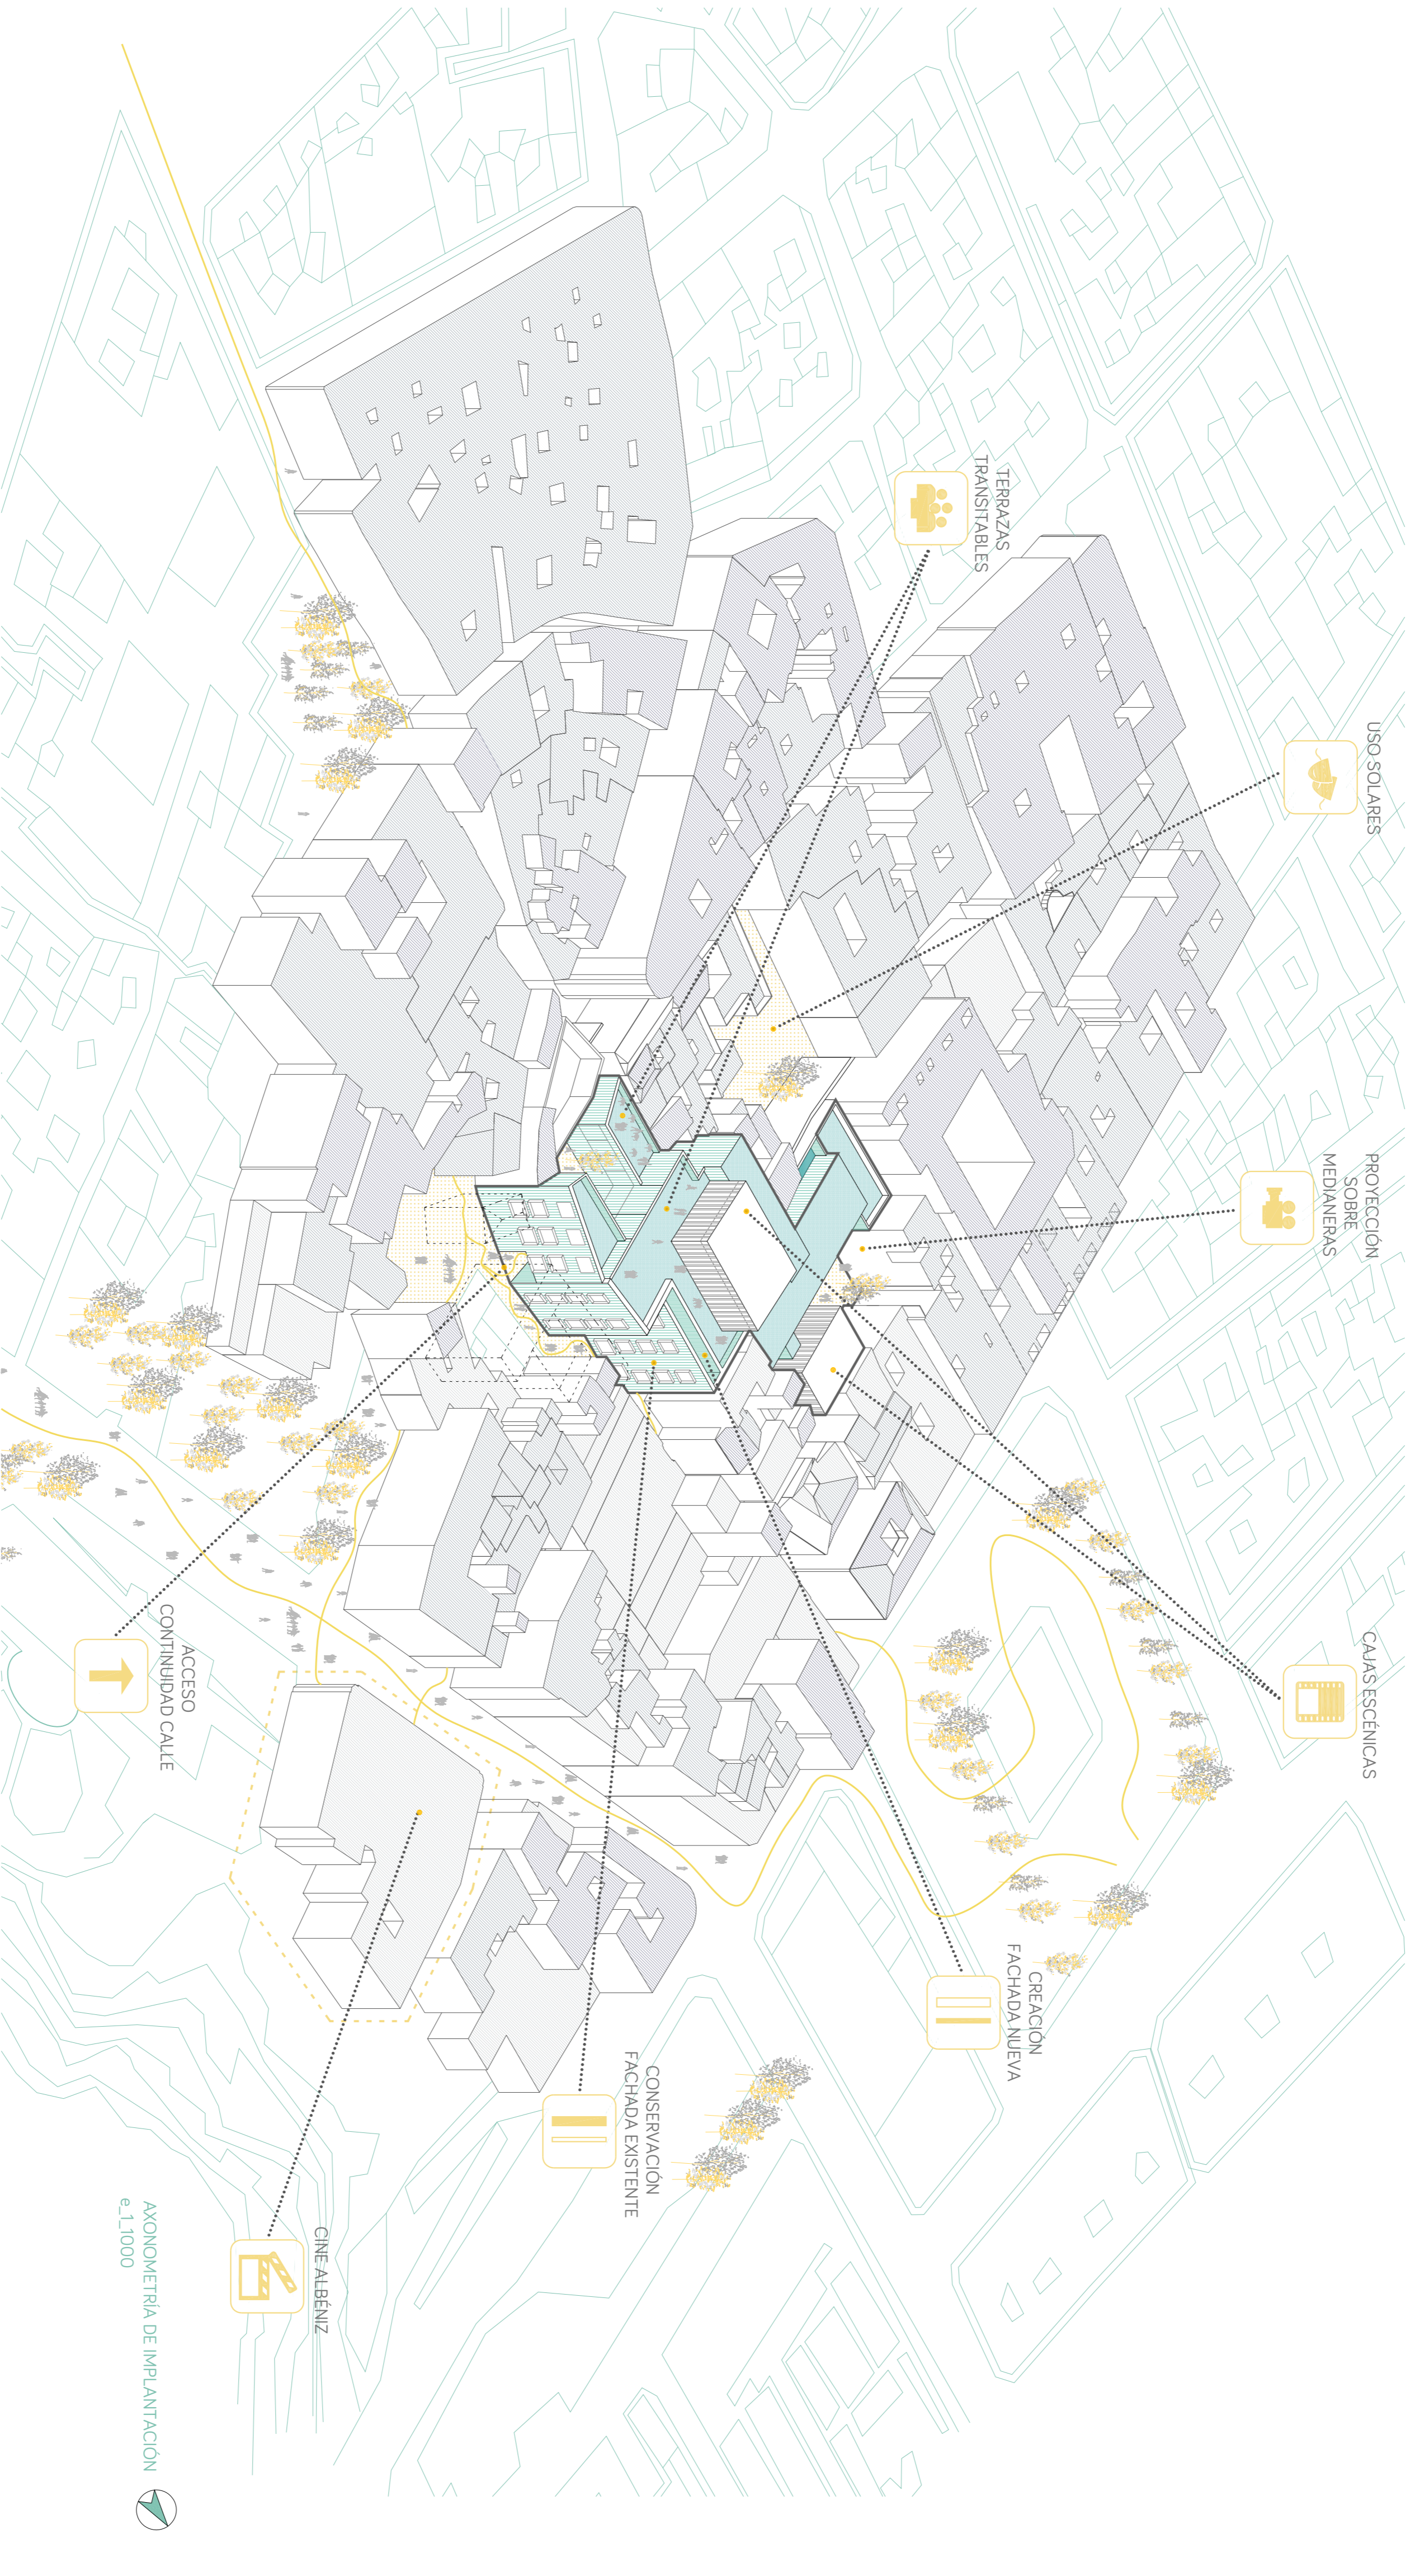 TERRAZAS
TRANSITABLES
USO SOLARES
PROYECCIÓN
SOBRE
MEDIANERAS
CAJAS ESCÉNICAS
CREACIÓN
FACHADA NUEVA
CONSERVACIÓN
FACHADA EXISTENTE
ACCESO
CONTINUIDAD CALLE
CINE ALBÉNIZ
AXONOMETRÍA DE IMPLANTACIÓN
e_1_1000